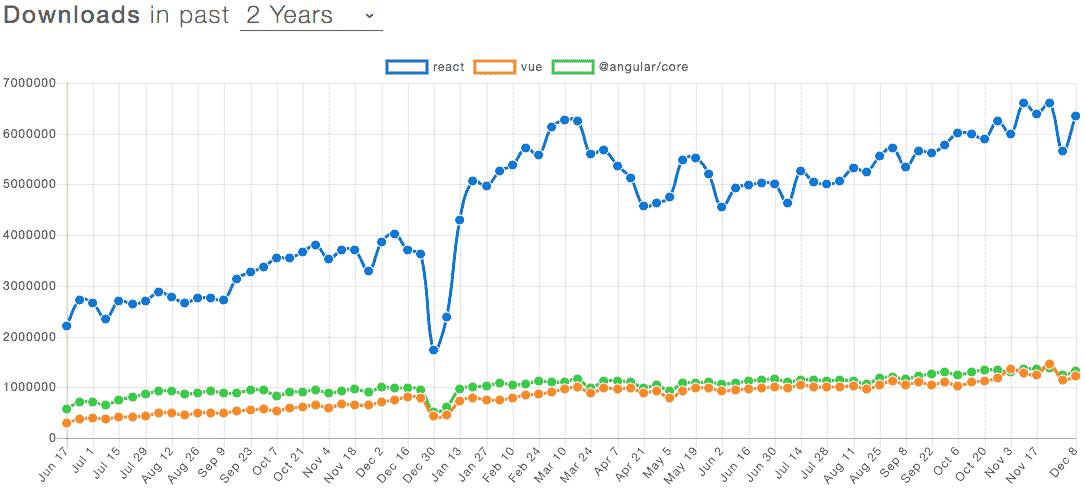 Downloads in past 2 Years
react vue @angular/core
7000000
6000000
5000000
4000000
3000000
2000000
1000000
0
Jun 17 Jul 1 Jul 15 Jul 29 Aug 12 Aug 26 Sep 9 Sep 23 Oct 7 Oct 21 Nov 4 Nov 18 Dec 2 Dec 16 Dec 30 Jan 13 Jan 27 Feb 10 Feb 24 Mar 10 Mar 24 Apr 7 Apr 21 May 5 May 19 Jun 2 Jun 16 Jun 30 Jul 14 Jul 28 Aug 11 Aug 25 Sep 8 Sep 22 Oct 6 Oct 20 Nov 3 Nov 17 Dec 8